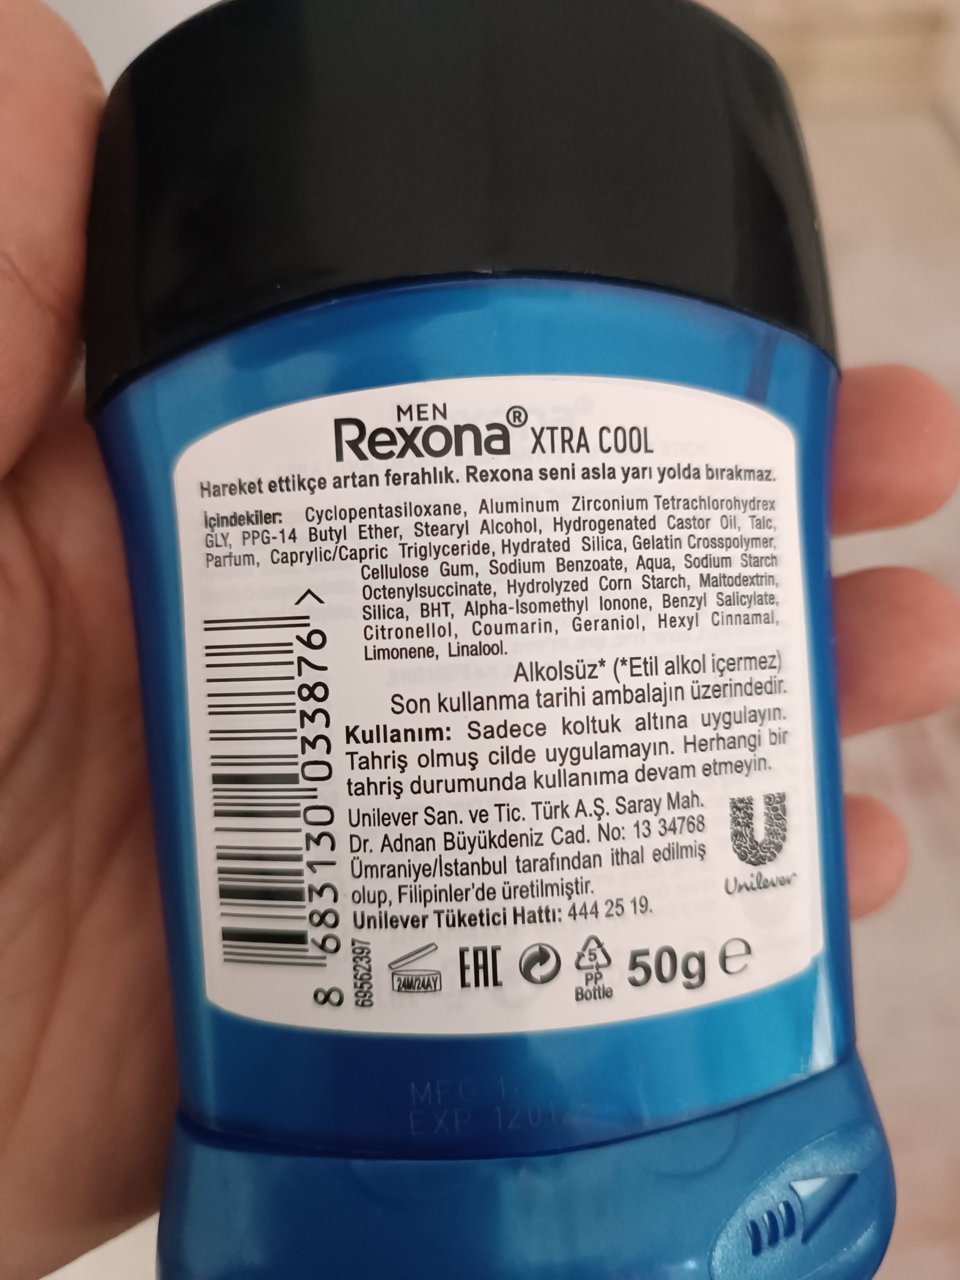 MEN
Rexona® XTRA COOL
Hareket ettikçe artan ferahlık. Rexona seni asla yarı yolda bırakmaz.
İçindekiler: Cyclopentasiloxane, Aluminum Zirconium Tetrachlorohydrex
GLY, PPG-14 Butyl Ether, Stearyl Alcohol, Hydrogenated Castor Oil, Talc,
Parfum, Caprylic/Capric Triglyceride, Hydrated Silica, Gelatin Crosspolymer,
Cellulose Gum, Sodium Benzoate, Aqua, Sodium Starch
Octenylsuccinate, Hydrolyzed Corn Starch, Maltodextrin,
Silica, BHT, Alpha-Isomethyl Ionone, Benzyl Salicylate,
Citronellol, Coumarin, Geraniol, Hexyl Cinnamal,
Limonene, Linalool.
Alkolsüz* (*Etil alkol içermez)
Son kullanma tarihi ambalajın üzerindedir.
Kullanım: Sadece koltuk altına uygulayın.
Tahriş olmuş cilde uygulamayın. Herhangi bir
tahriş durumunda kullanıma devam etmeyin.
Unilever San. ve Tic. Türk A.Ş. Saray Mah.
Dr. Adnan Büyükdeniz Cad. No: 13 34768
Ümraniye/İstanbul tarafından ithal edilmiş
olup, Filipinler'de üretilmiştir.
Unilever Tüketici Hattı: 444 25 19.
Unilever
8 683130 033876 >
69562397
24M/24AY
EAC
5
PP
Bottle
50g e
MFG
EXP